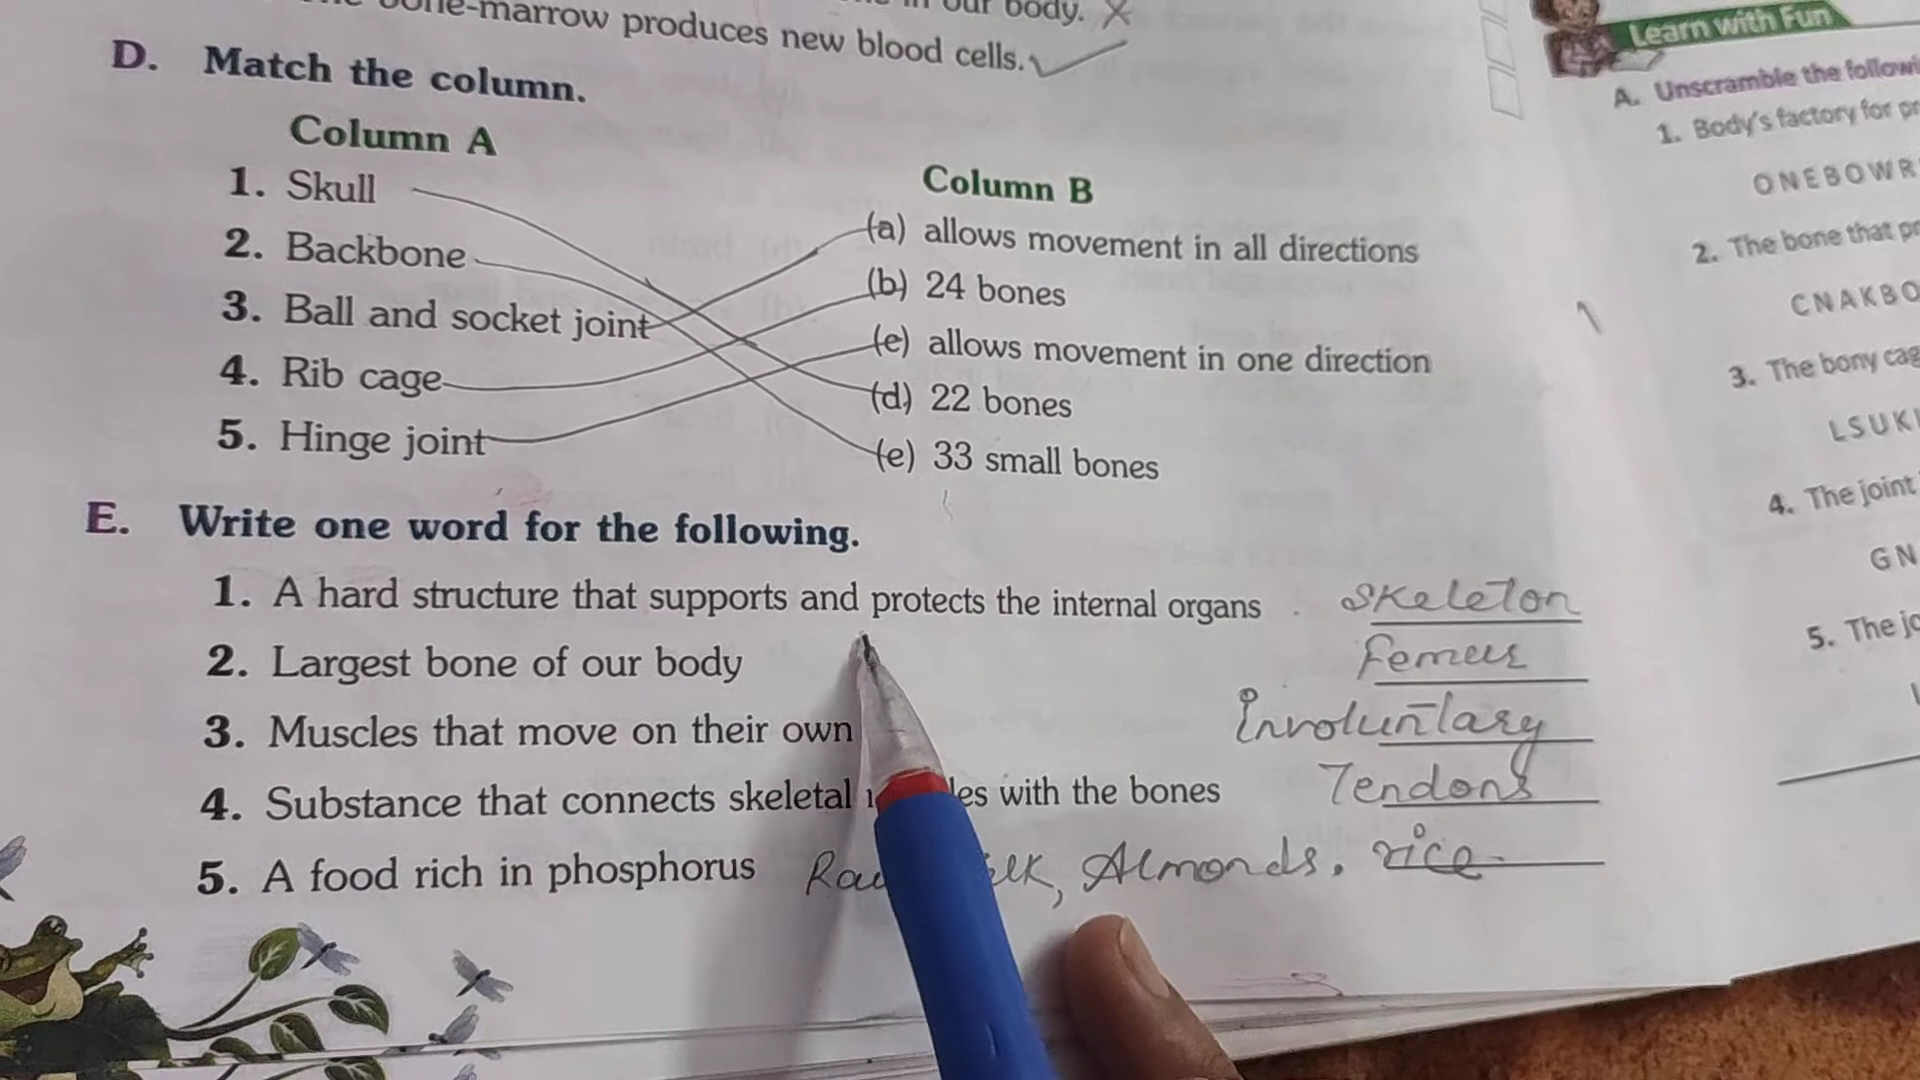 in our body. X
bone-marrow produces new blood cells. ✓
D. Match the column.
Column A
Column B
1. Skull
2. Backbone
3. Ball and socket joint
4. Rib cage
5. Hinge joint
(a) allows movement in all directions
(b) 24 bones
(e) allows movement in one direction
(d) 22 bones
(e) 33 small bones
E. Write one word for the following.
1. A hard structure that supports and protects the internal organs Skeleton
2. Largest bone of our body Femur
3. Muscles that move on their own Involuntary
4. Substance that connects skeletal with the bones Tendons
5. A food rich in phosphorus Almonds. rice
Learn with Fun
A. Unscramble the followi
1. Body's factory for pr
ONEBOWR
2. The bone that pr
CNAKBO
3. The bony cag
LSUKL
4. The joint
GN
5. The jo